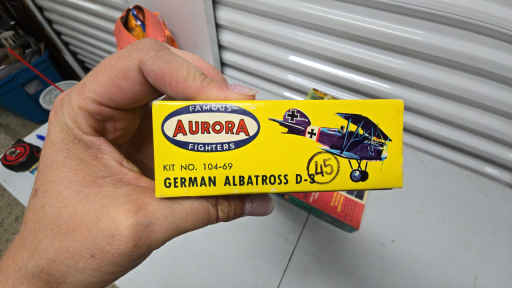 FAMOUS
AURORA
FIGHTERS
KIT NO. 104-69
GERMAN ALBATROSS D-3
45